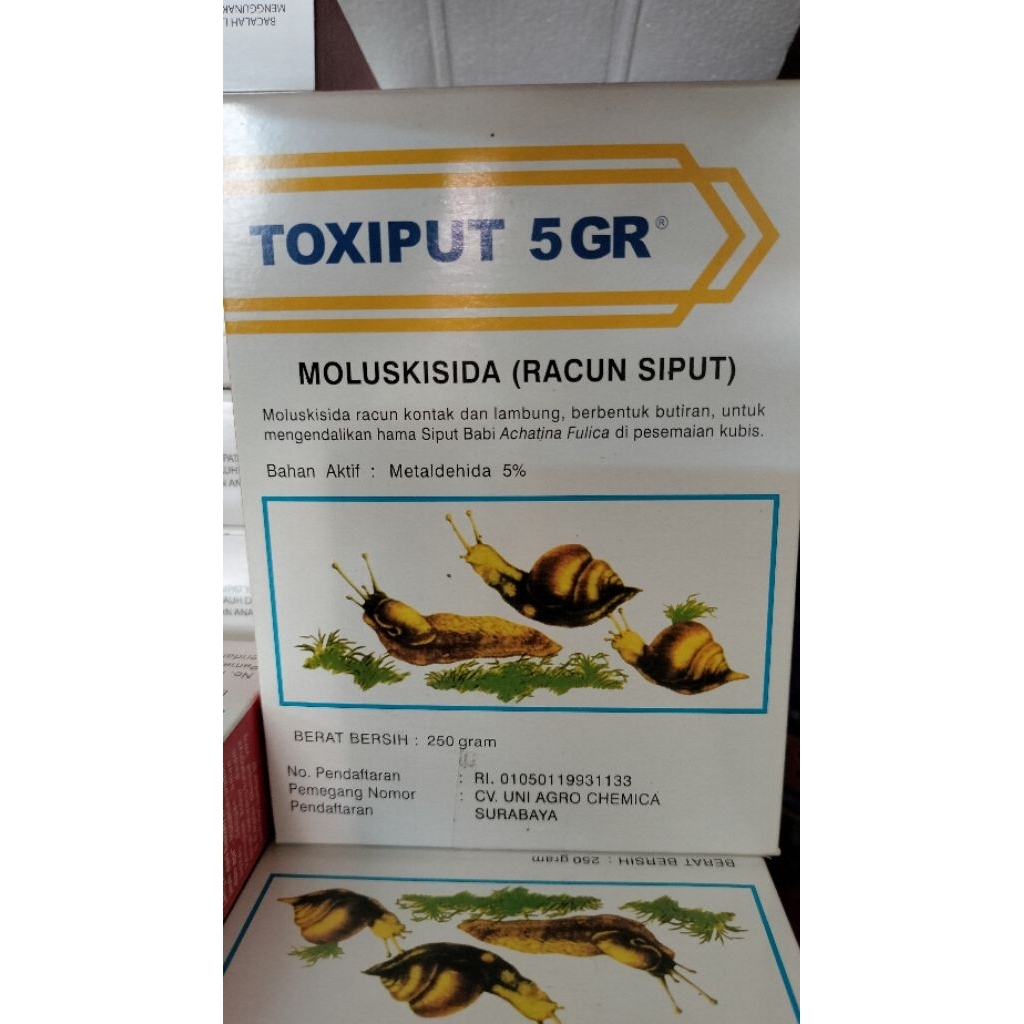 BACALAH L
MENGGUNAK
TOXIPUT 5GR®
MOLUSKISIDA (RACUN SIPUT)
Moluskisida racun kontak dan lambung, berbentuk butiran, untuk
mengendalikan hama Siput Babi Achatina Fulica di pesemaian kubis.
Bahan Aktif : Metaldehida 5%
BERAT BERSIH : 250 gram
No. Pendaftaran : RI. 01050119931133
Pemegang Nomor : CV. UNI AGRO CHEMICA
Pendaftaran SURABAYA
BERAT BERSIH : 250 gram